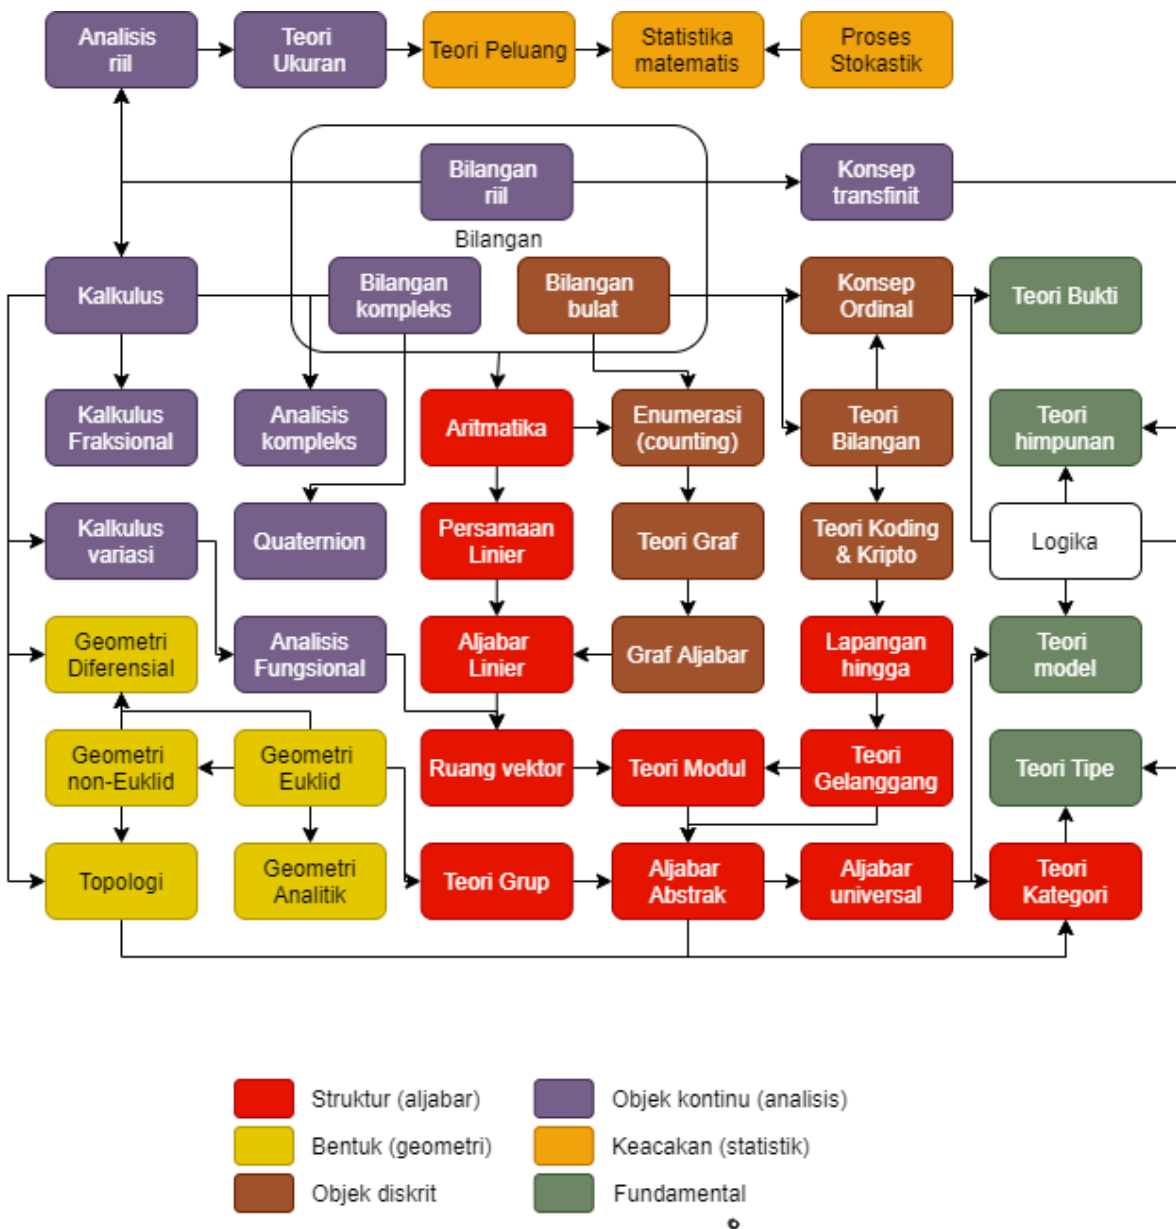 Analisis
riil
Teori
Ukuran
Teori Peluang
Statistika
matematis
Proses
Stokastik
Bilangan
riil
Konsep
transfinit
Bilangan
Kalkulus
Bilangan
kompleks
Bilangan
bulat
Konsep
Ordinal
Teori Bukti
Kalkulus
Fraksional
Analisis
kompleks
Aritmatika
Enumerasi
(counting)
Teori
Bilangan
Teori
himpunan
Kalkulus
variasi
Quaternion
Persamaan
Linier
Teori Graf
Teori Koding
& Kripto
Logika
Geometri
Diferensial
Analisis
Fungsional
Aljabar
Linier
Graf Aljabar
Lapangan
hingga
Teori
model
Geometri
non-Euklid
Geometri
Euklid
Ruang vektor
Teori Modul
Teori
Gelanggang
Teori Tipe
Topologi
Geometri
Analitik
Teori Grup
Aljabar
Abstrak
Aljabar
universal
Teori
Kategori
Struktur (aljabar)
Objek kontinu (analisis)
Bentuk (geometri)
Keacakan (statistik)
Objek diskrit
Fundamental